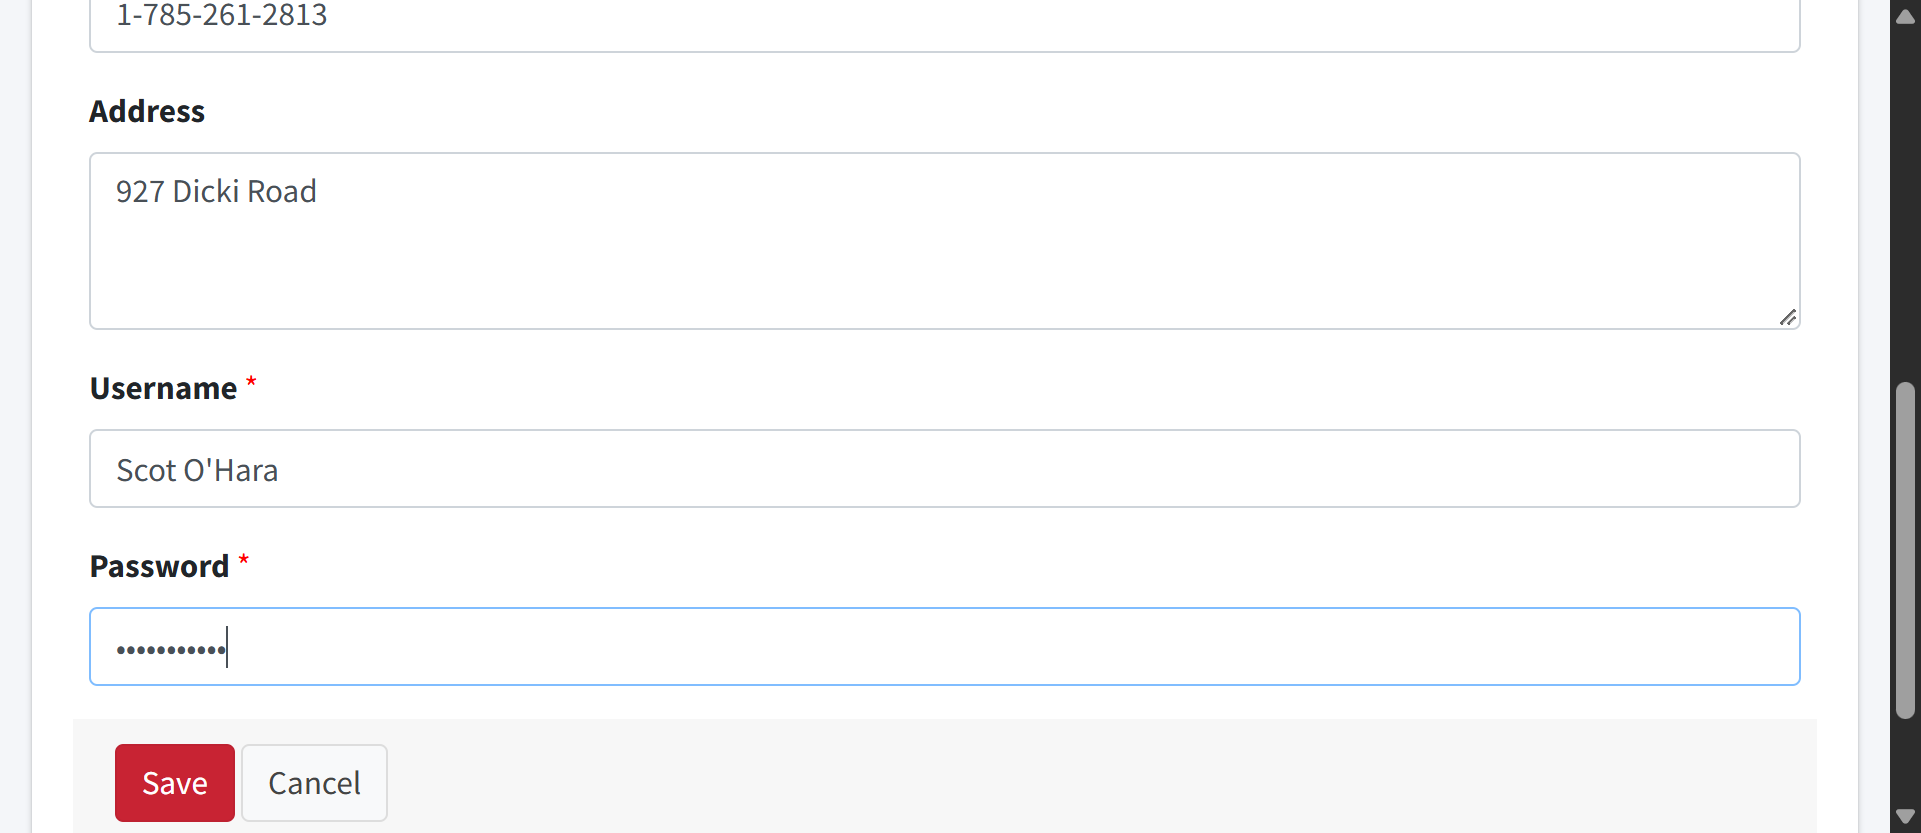 1-785-261-2813
Address
927 Dicki Road
Username *
Scot O'Hara
Password *
•••••••••••
Save
Cancel